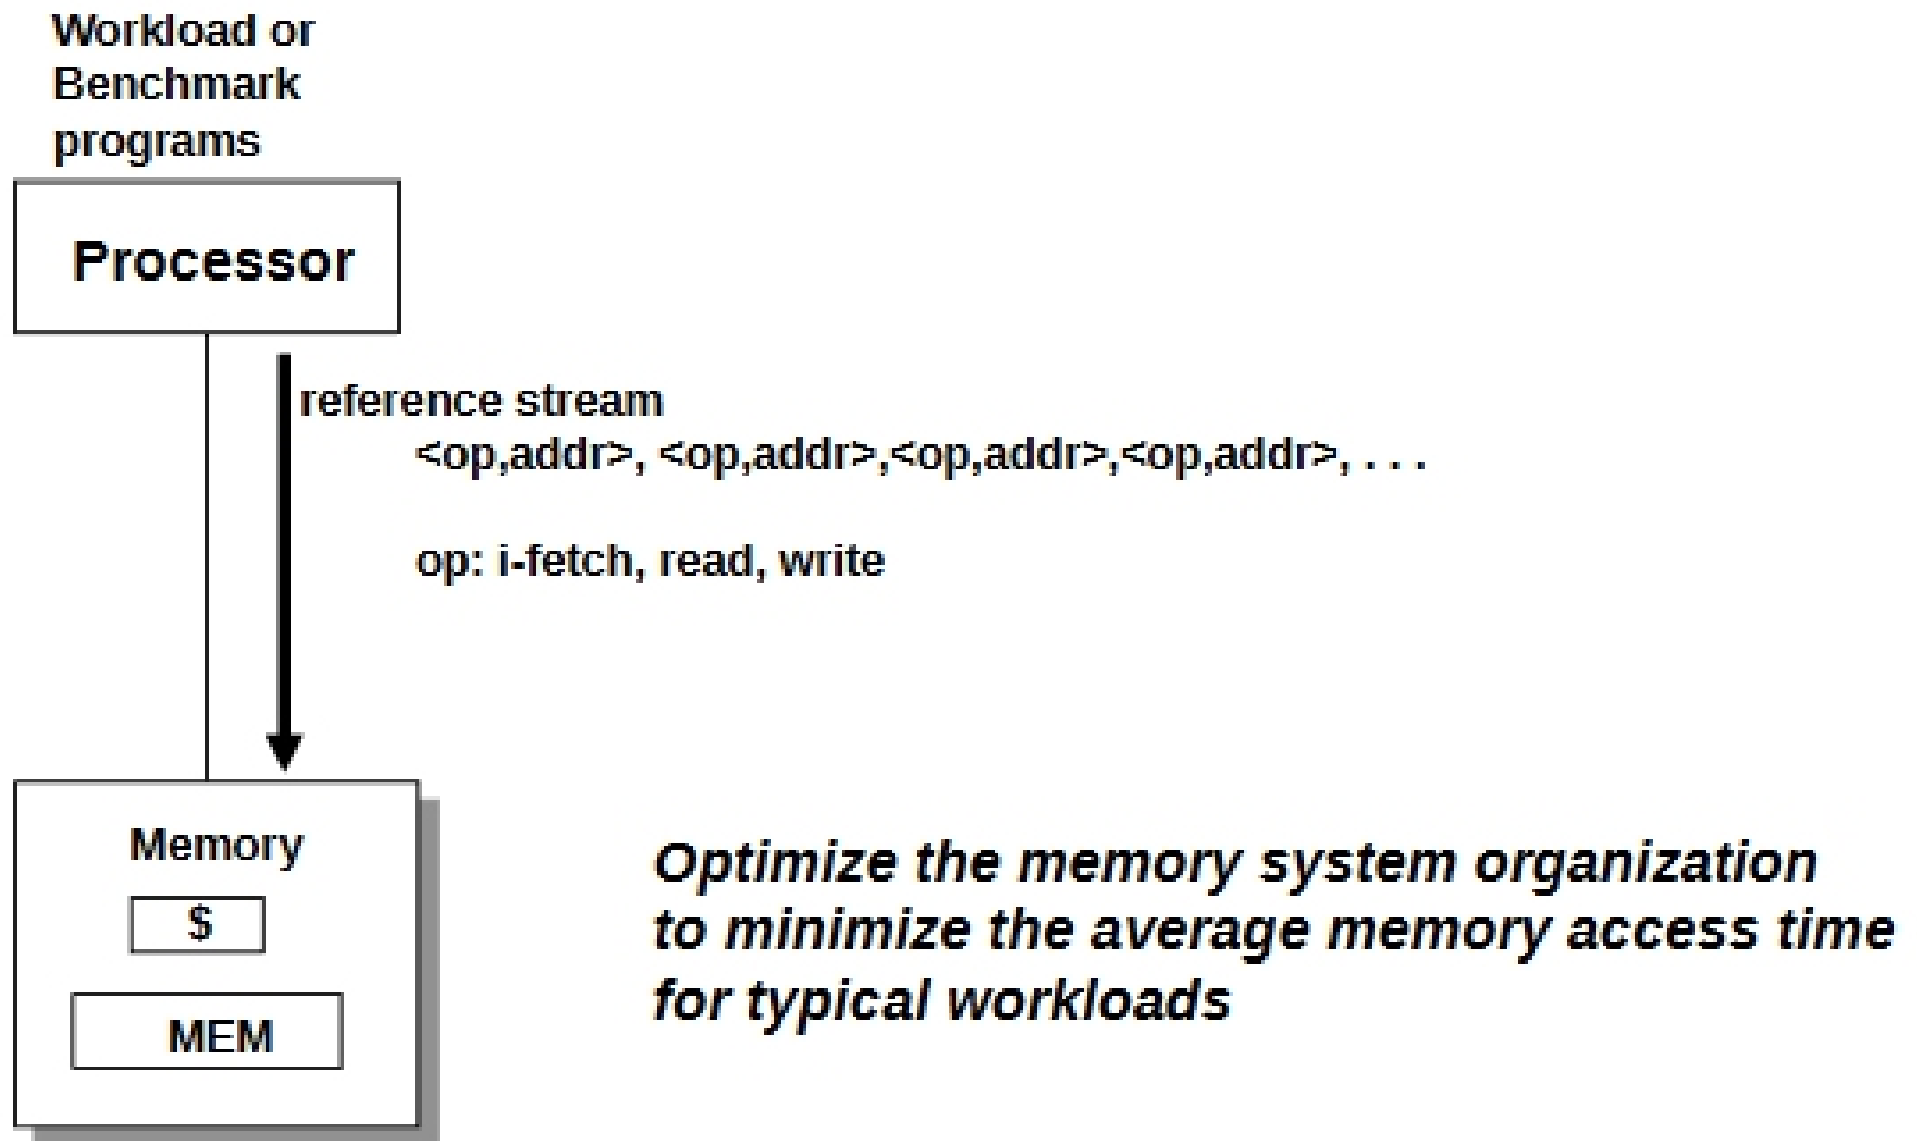 Workload or
Benchmark
programs
Processor
reference stream
<op,addr>, <op,addr>,<op,addr>,<op,addr>, . . .
op: i-fetch, read, write
Memory
$
MEM
Optimize the memory system organization
to minimize the average memory access time
for typical workloads